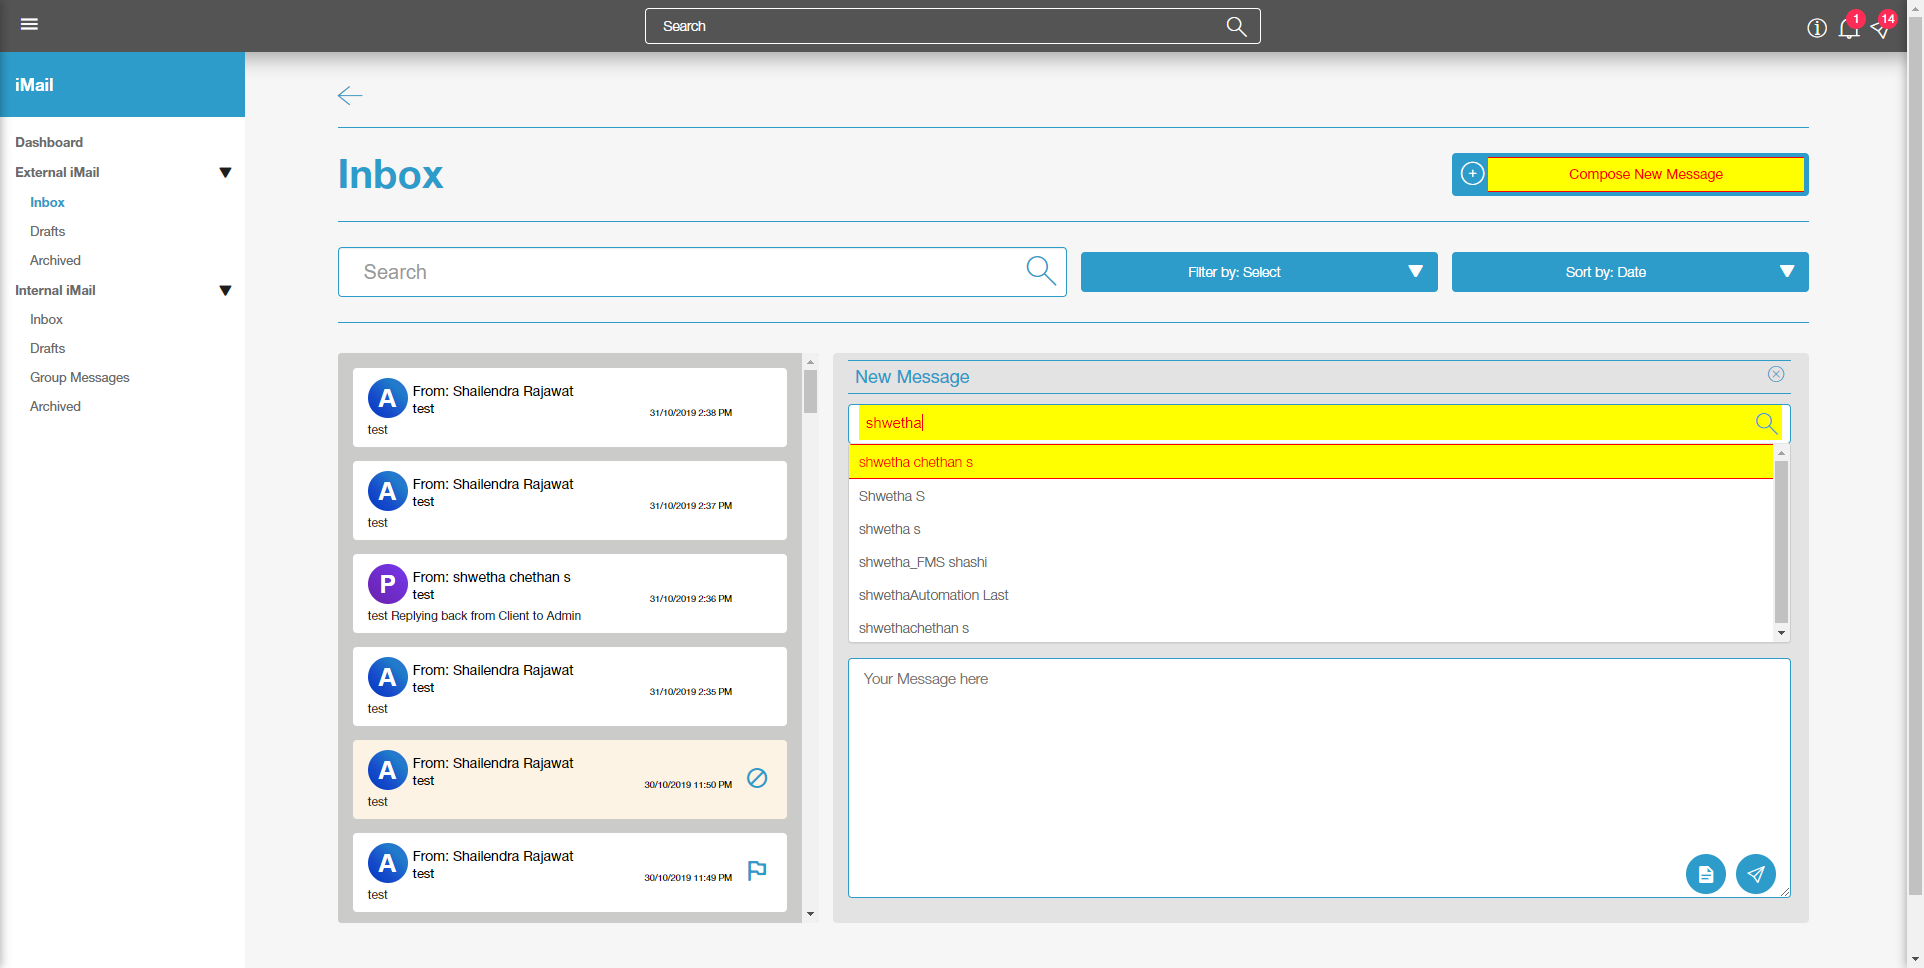 Search
1
14
iMail
Dashboard
External iMail
Inbox
Drafts
Archived
Internal iMail
Inbox
Drafts
Group Messages
Archived
Inbox
Compose New Message
Search
Filter by: Select
Sort by: Date
A
From: Shailendra Rajawat
test
31/10/2019 2:38 PM
test
A
From: Shailendra Rajawat
test
31/10/2019 2:37 PM
test
P
From: shwetha chethan s
test
31/10/2019 2:36 PM
test Replying back from Client to Admin
A
From: Shailendra Rajawat
test
31/10/2019 2:35 PM
test
A
From: Shailendra Rajawat
test
30/10/2019 11:50 PM
test
A
From: Shailendra Rajawat
test
30/10/2019 11:49 PM
test
New Message
shwetha
shwetha chethan s
Shwetha S
shwetha s
shwetha_FMS shashi
shwethaAutomation Last
shwethachethan s
Your Message here